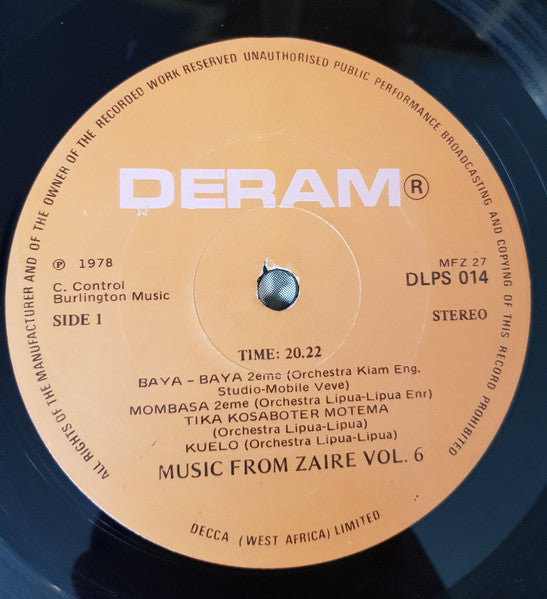 ALL RIGHTS OF THE MANUFACTURER AND OF THE OWNER OF THE RECORDED WORK RESERVED UNAUTHORISED PUBLIC PERFORMANCE BROADCASTING AND COPYING OF THIS RECORD PROHIBITED
DERAM®
℗ 1978
MFZ 27
DLPS 014
C. Control
Burlington Music
SIDE 1
STEREO
TIME: 20.22
BAYA – BAYA 2eme (Orchestra Kiam Eng.
Studio-Mobile Veve)
MOMBASA 2eme (Orchestra Lipua-Lipua Enr)
TIKA KOSABOTER MOTEMA
(Orchestra Lipua-Lipua)
KUELO (Orchestra Lipua-Lipua)
MUSIC FROM ZAIRE VOL. 6
DECCA (WEST AFRICA) LIMITED